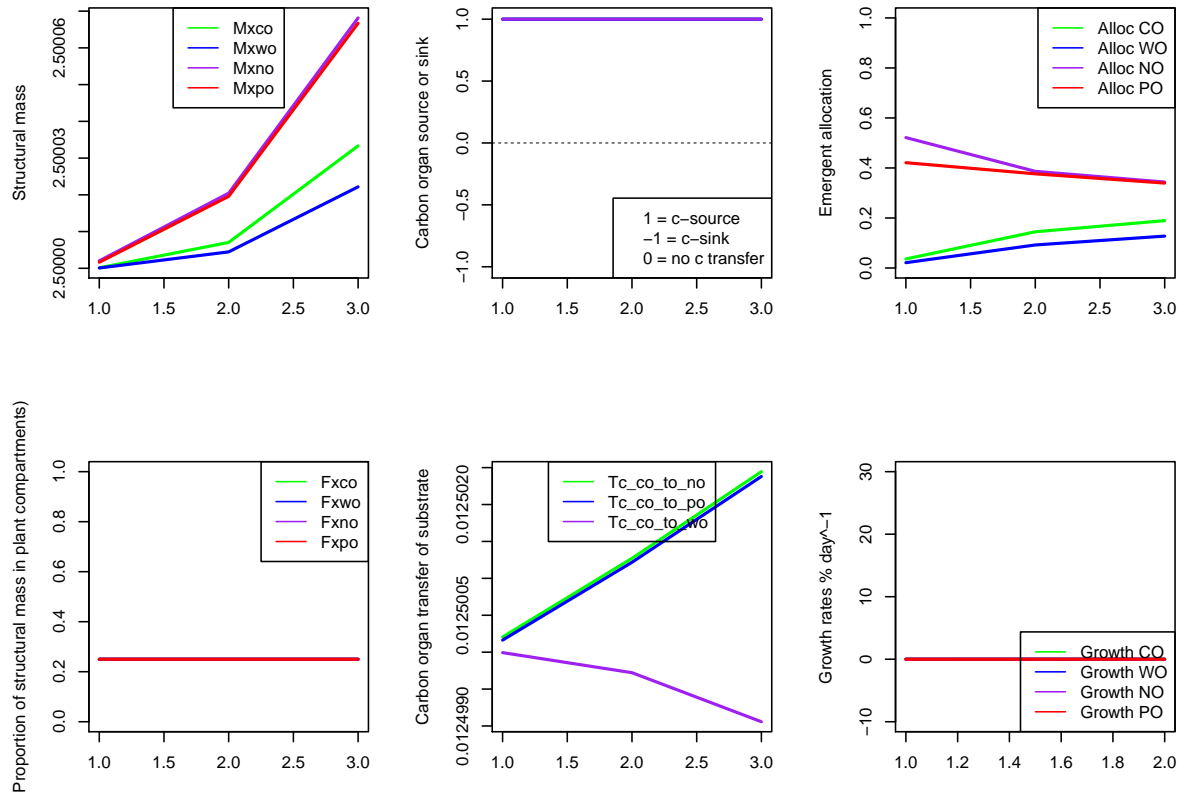 Structural mass
2.50000
2.50003
2.50006
1.0
1.5
2.0
2.5
3.0
Mxco
Mxwo
Mxno
Mxpo
Carbon organ source or sink
−1.0
−0.5
0.0
0.5
1.0
1.0
1.5
2.0
2.5
3.0
1 = c−source
−1 = c−sink
0 = no c transfer
Emergent allocation
0.0
0.2
0.4
0.6
0.8
1.0
1.0
1.5
2.0
2.5
3.0
Alloc CO
Alloc WO
Alloc NO
Alloc PO
Proportion of structural mass in plant compartments)
0.0
0.2
0.4
0.6
0.8
1.0
1.0
1.5
2.0
2.5
3.0
Fxco
Fxwo
Fxno
Fxpo
Carbon organ transfer of substrate
0.0124990
0.0125005
0.0125020
1.0
1.5
2.0
2.5
3.0
Tc_co_to_no
Tc_co_to_po
Tc_co_to_wo
Growth rates % day^−1
−10
0
10
20
30
1.0
1.2
1.4
1.6
1.8
2.0
Growth CO
Growth WO
Growth NO
Growth PO